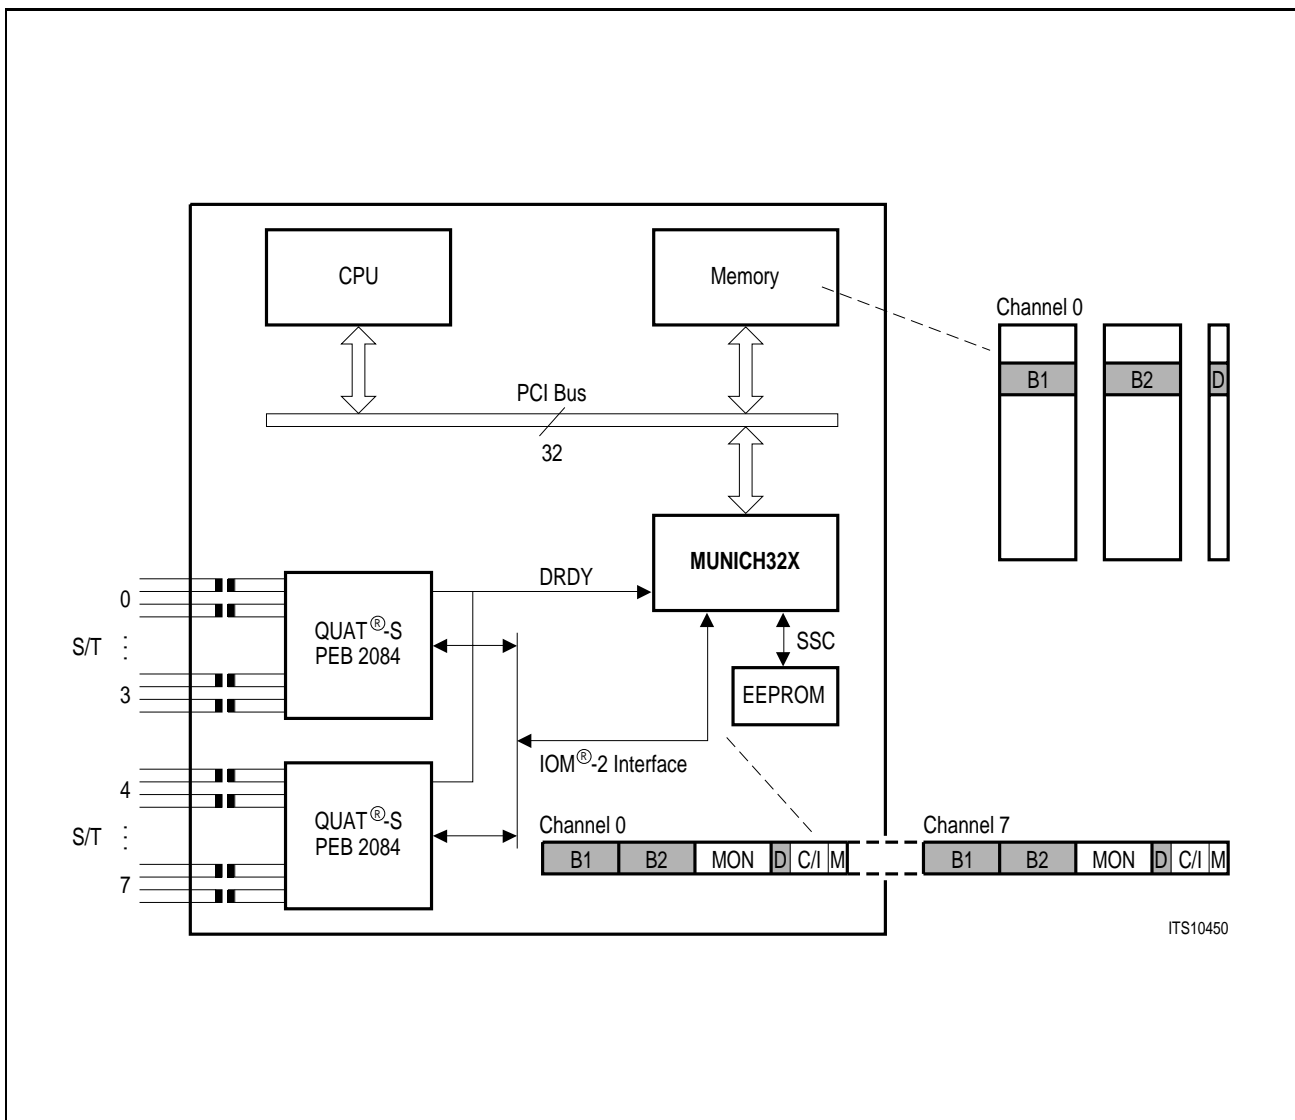 CPU
Memory
Channel 0
B1
B2
D
PCI Bus
32
MUNICH32X
DRDY
0
S/T
⋮
3
QUAT®-S
PEB 2084
SSC
EEPROM
IOM®-2 Interface
4
S/T
⋮
7
QUAT®-S
PEB 2084
Channel 0
B1 B2 MON D C/I M
Channel 7
B1 B2 MON D C/I M
ITS10450